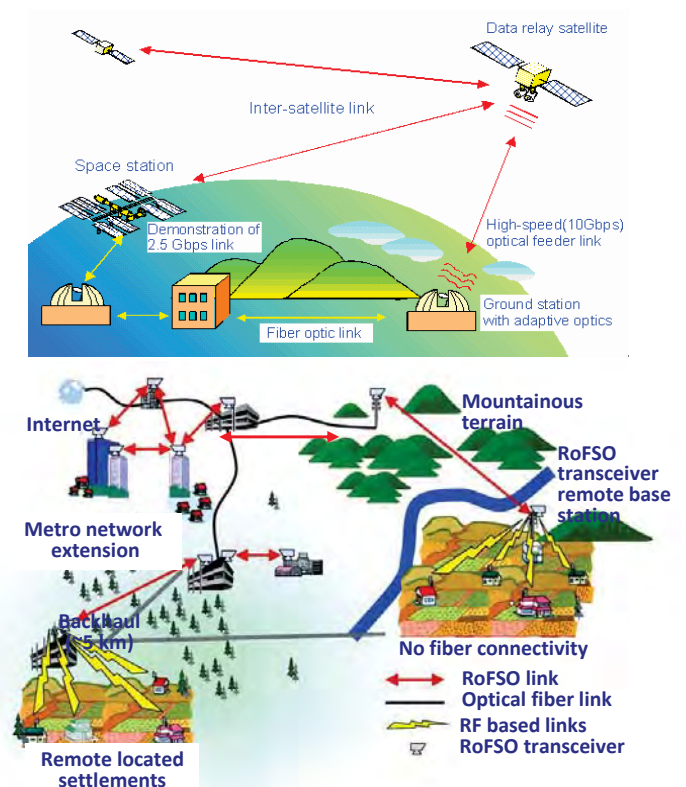 Data relay satellite
Inter-satellite link
Space station
Demonstration of
2.5 Gbps link
High-speed(10Gbps)
optical feeder link
Ground station
with adaptive optics
Fiber optic link
Internet
Mountainous
terrain
RoFSO
transceiver
remote base
station
Metro network
extension
Backhaul
(~5 km)
No fiber connectivity
RoFSO link
Optical fiber link
RF based links
RoFSO transceiver
Remote located
settlements